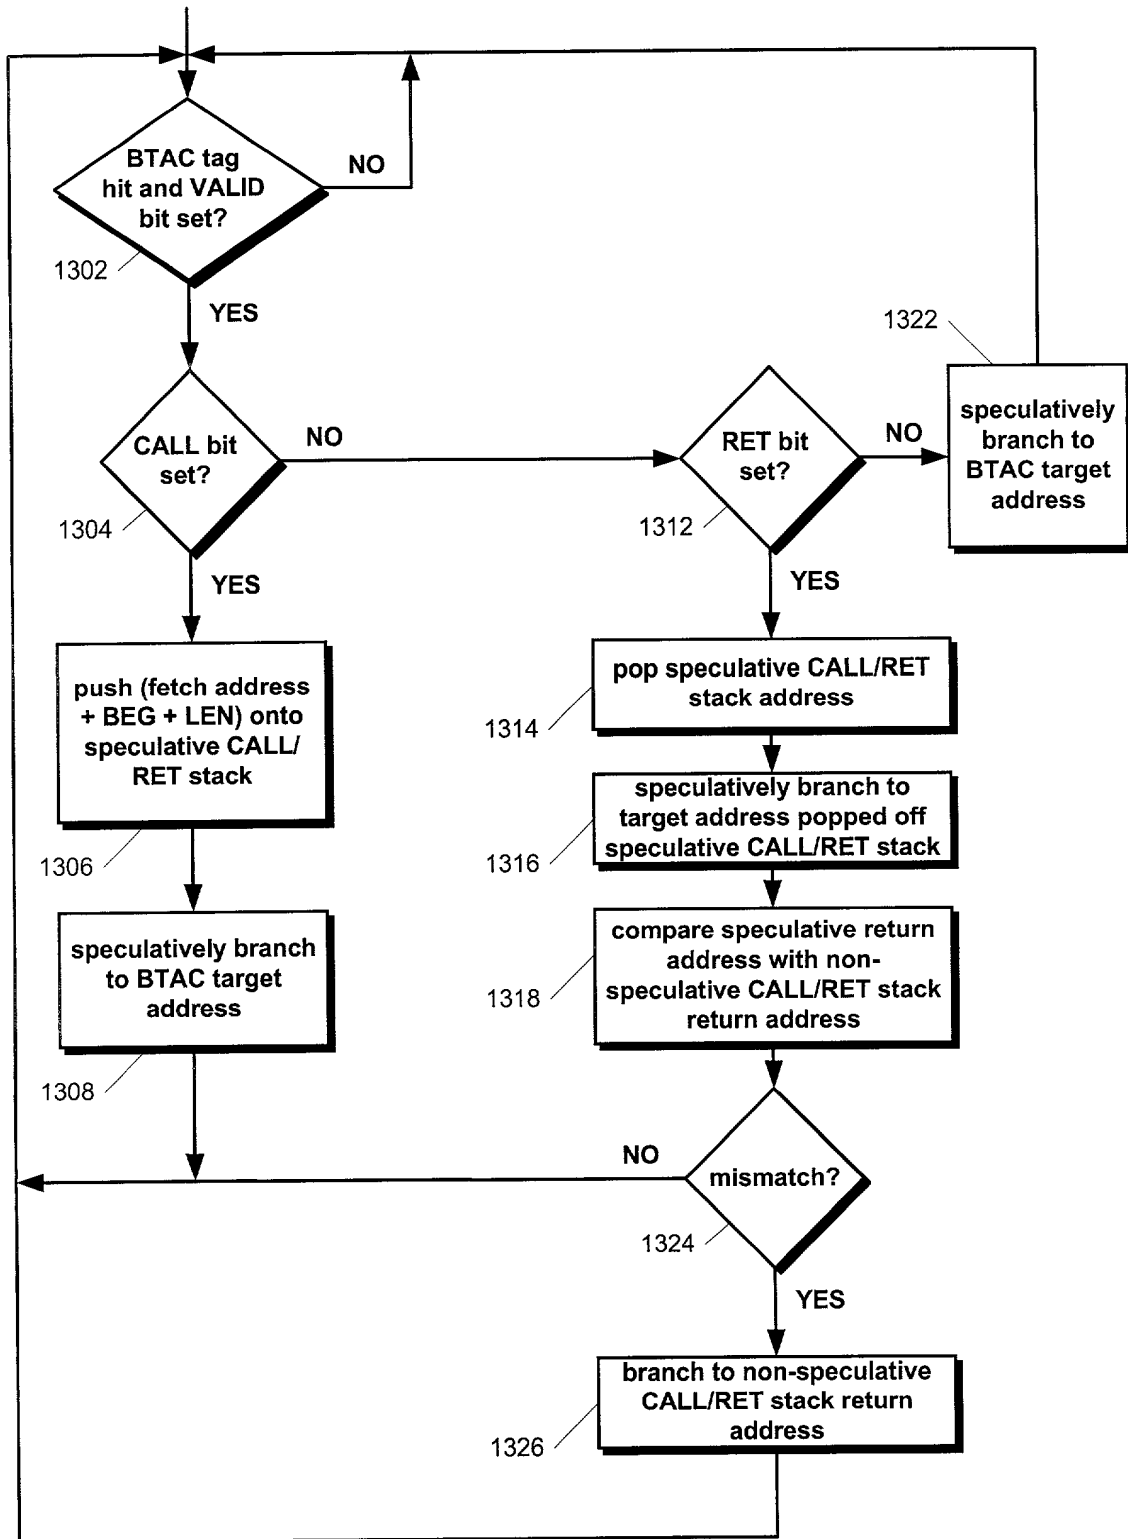 BTAC tag
hit and VALID
bit set?
NO
1302
YES
CALL bit
set?
NO
1304
YES
RET bit
set?
NO
1312
YES
1322
speculatively
branch to
BTAC target
address
push (fetch address
+ BEG + LEN) onto
speculative CALL/
RET stack
1306
speculatively branch
to BTAC target
address
1308
pop speculative CALL/RET
stack address
1314
speculatively branch to
target address popped off
speculative CALL/RET stack
1316
compare speculative return
address with non-
speculative CALL/RET stack
return address
1318
mismatch?
NO
1324
YES
branch to non-speculative
CALL/RET stack return
address
1326